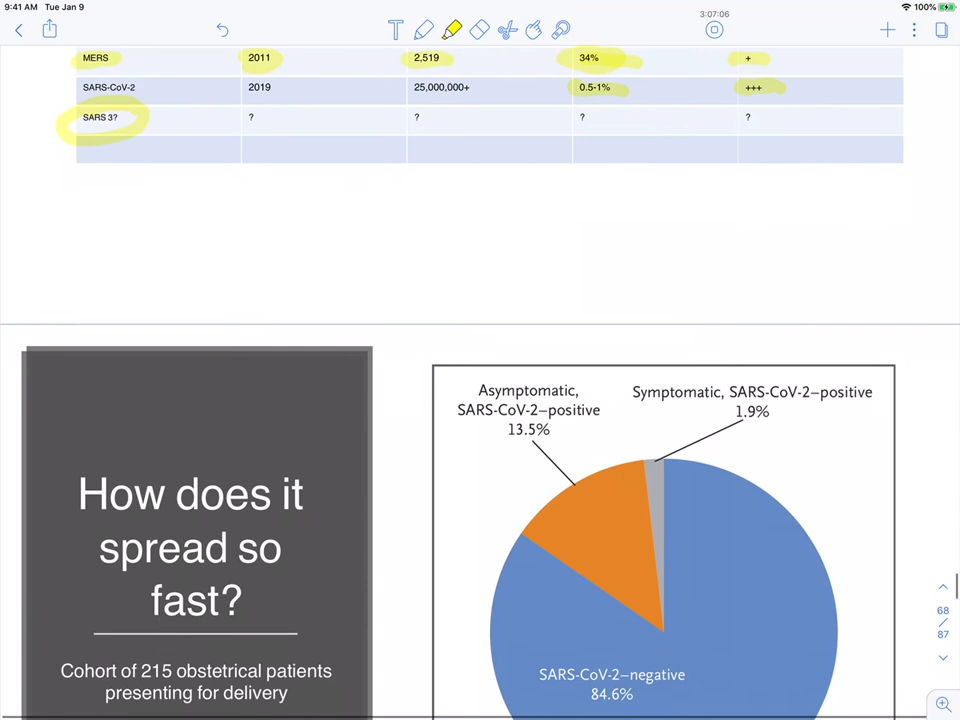 9:41 AM Tue Jan 9
100%
3:07:06
MERS 2011 2,519 34% +
SARS-CoV-2 2019 25,000,000+ 0.5-1% +++
SARS 3? ? ? ? ?
Asymptomatic,
SARS-CoV-2–positive
13.5%
Symptomatic, SARS-CoV-2–positive
1.9%
How does it
spread so
fast?
Cohort of 215 obstetrical patients
presenting for delivery
SARS-CoV-2–negative
84.6%
68
/
87